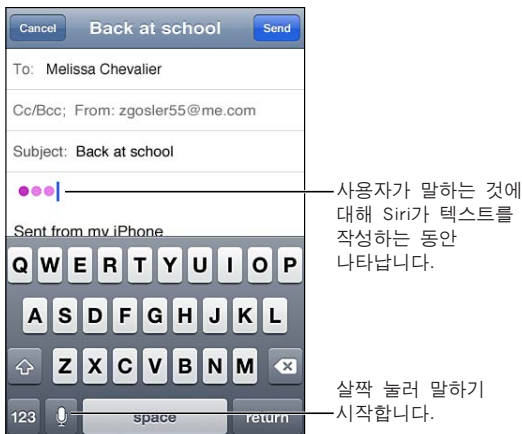 Cancel Back at school Send
To: Melissa Chevalier
Cc/Bcc; From: zgosler55@me.com
Subject: Back at school
사용자가 말하는 것에
대해 Siri가 텍스트를
작성하는 동안
나타납니다.
Sent from my iPhone
Q W E R T Y U I O P
A S D F G H J K L
Z X C V B N M
살짝 눌러 말하기
시작합니다.
123 space return